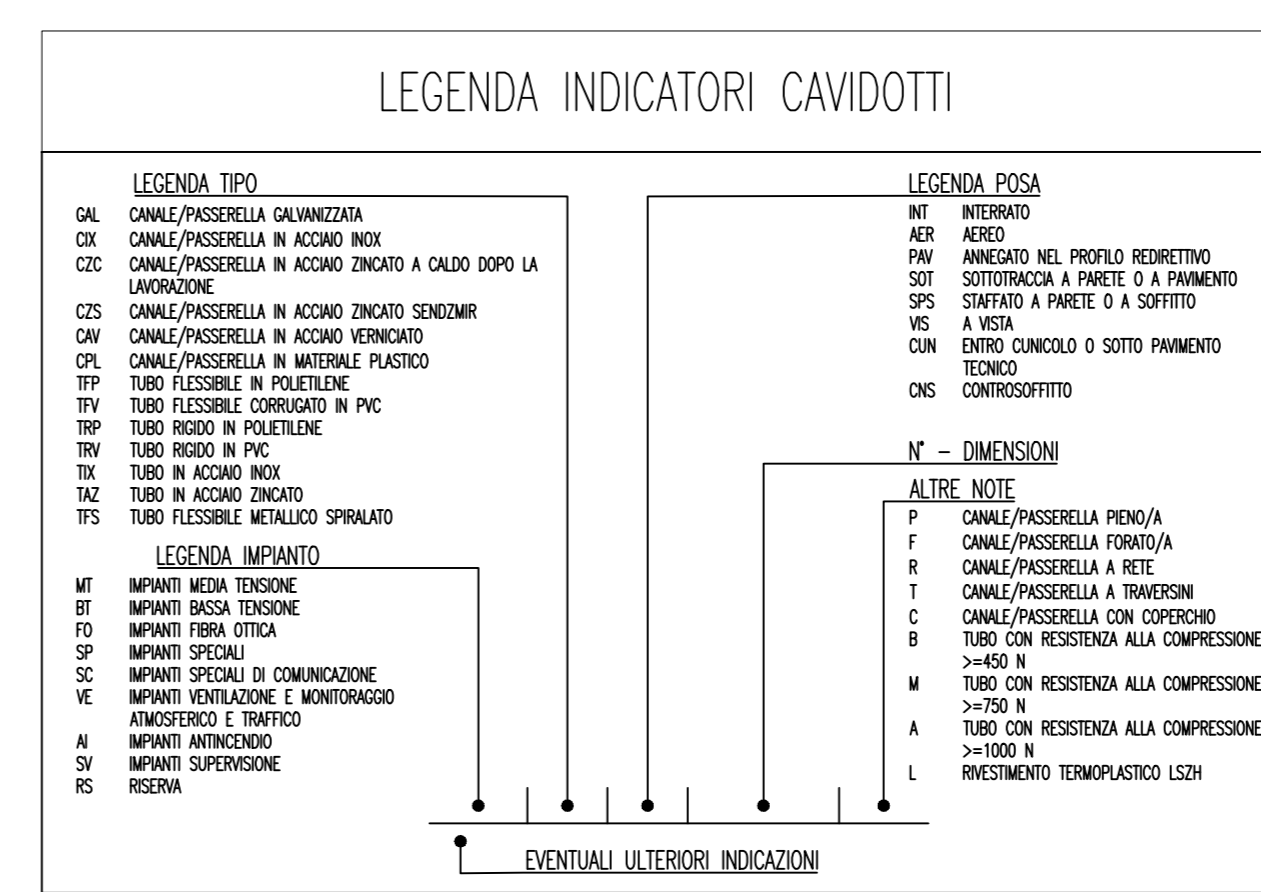 LEGENDA INDICATORI CAVIDOTTI
LEGENDA TIPO
GAL CANALE/PASSERELLA GALVANIZZATA
CIX CANALE/PASSERELLA IN ACCIAIO INOX
CZC CANALE/PASSERELLA IN ACCIAIO ZINCATO A CALDO DOPO LA
LAVORAZIONE
CZS CANALE/PASSERELLA IN ACCIAIO ZINCATO SENDZMIR
CAV CANALE/PASSERELLA IN ACCIAIO VERNICIATO
CPL CANALE/PASSERELLA IN MATERIALE PLASTICO
TFP TUBO FLESSIBILE IN POLIETILENE
TFV TUBO FLESSIBILE CORRUGATO IN PVC
TRP TUBO RIGIDO IN POLIETILENE
TRV TUBO RIGIDO IN PVC
TIX TUBO IN ACCIAIO INOX
TAZ TUBO IN ACCIAIO ZINCATO
TFS TUBO FLESSIBILE METALLICO SPIRALATO
LEGENDA IMPIANTO
MT IMPIANTI MEDIA TENSIONE
BT IMPIANTI BASSA TENSIONE
FO IMPIANTI FIBRA OTTICA
SP IMPIANTI SPECIALI
SC IMPIANTI SPECIALI DI COMUNICAZIONE
VE IMPIANTI VENTILAZIONE E MONITORAGGIO
ATMOSFERICO E TRAFFICO
AI IMPIANTI ANTINCENDIO
SV IMPIANTI SUPERVISIONE
RS RISERVA
LEGENDA POSA
INT INTERRATO
AER AEREO
PAV ANNEGATO NEL PROFILO REDIRETTIVO
SOT SOTTOTRACCIA A PARETE O A PAVIMENTO
SPS STAFFATO A PARETE O A SOFFITTO
VIS A VISTA
CUN ENTRO CUNICOLO O SOTTO PAVIMENTO
TECNICO
CNS CONTROSOFFITTO
N° – DIMENSIONI
ALTRE NOTE
P CANALE/PASSERELLA PIENO/A
F CANALE/PASSERELLA FORATO/A
R CANALE/PASSERELLA A RETE
T CANALE/PASSERELLA A TRAVERSINI
C CANALE/PASSERELLA CON COPERCHIO
B TUBO CON RESISTENZA ALLA COMPRESSIONE
>=450 N
M TUBO CON RESISTENZA ALLA COMPRESSIONE
>=750 N
A TUBO CON RESISTENZA ALLA COMPRESSIONE
>=1000 N
L RIVESTIMENTO TERMOPLASTICO LSZH
EVENTUALI ULTERIORI INDICAZIONI